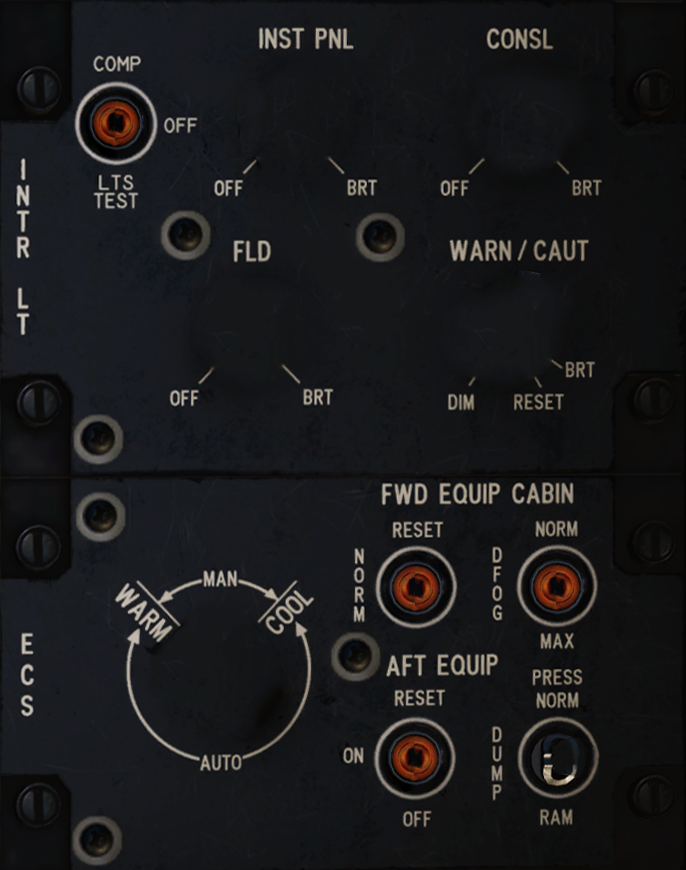 INST PNL
CONSL
COMP
OFF
LTS
TEST
OFF
BRT
OFF
BRT
INTR LT
FLD
WARN / CAUT
OFF
BRT
DIM
RESET
BRT
FWD EQUIP CABIN
RESET
NORM
NORM
DFOG
MAX
MAN
WARM
COOL
AUTO
ECS
AFT EQUIP
RESET
ON
OFF
PRESS
NORM
DUMP
RAM